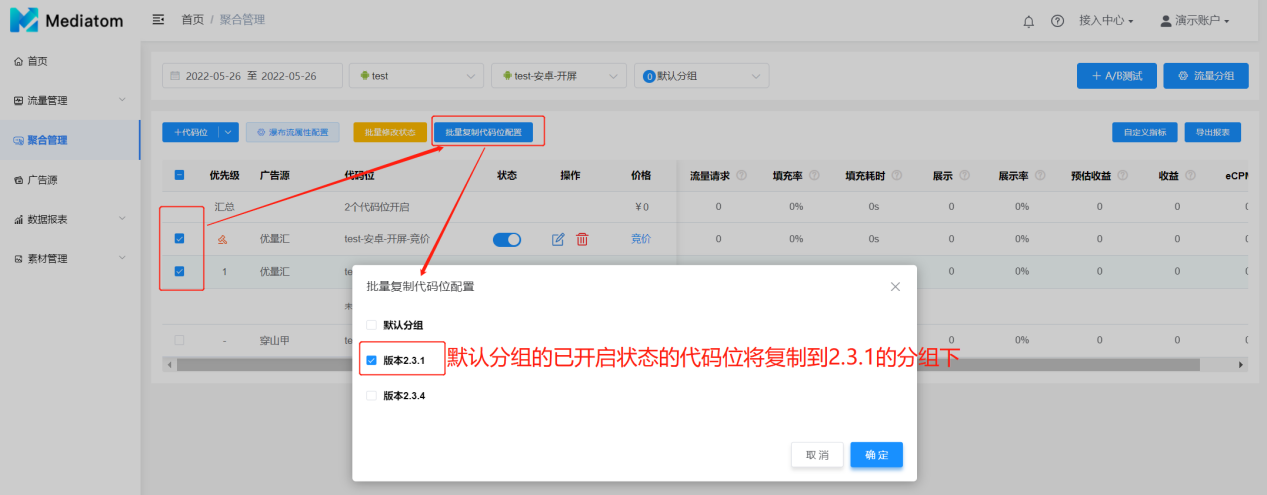 Mediatom
首页 / 聚合管理
接入中心
演示账户
首页
流量管理
聚合管理
广告源
数据报表
素材管理
2022-05-26 至 2022-05-26
test
test-安卓-开屏
0 默认分组
+ A/B测试
流量分组
+代码位
瀑布流属性配置
批量修改状态
批量复制代码位配置
自定义指标
导出报表
优先级 广告源 代码位 状态 操作 价格 流量请求 填充率 填充耗时 展示 展示率 预估收益 收益 eCPM
汇总 2个代码位开启 ¥0 0 0% 0s 0 0% 0 0
优量汇 test-安卓-开屏-竞价 竞价 0 0% 0s 0 0% 0 0
1 优量汇 te 0 0% 0 0
未
- 穿山甲 te 0 0% 0 0
批量复制代码位配置
默认分组
版本2.3.1
默认分组的已开启状态的代码位将复制到2.3.1的分组下
版本2.3.4
取消
确定